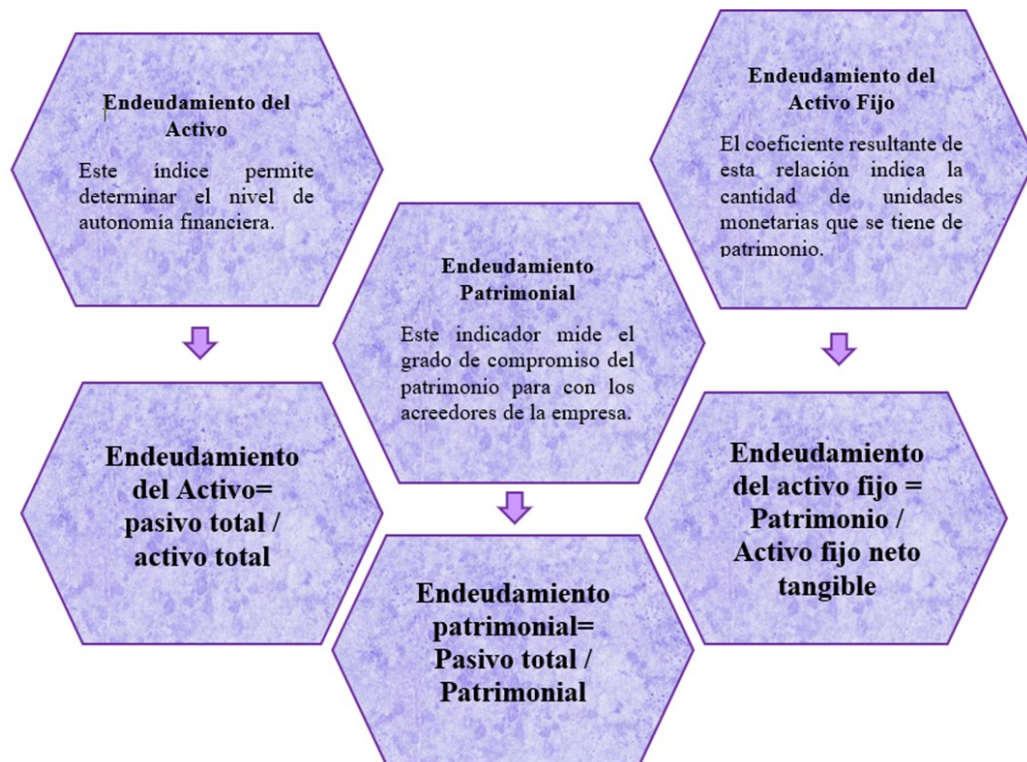 Endeudamiento del
Activo
Este índice permite
determinar el nivel de
autonomía financiera.
Endeudamiento
del Activo=
pasivo total /
activo total
Endeudamiento
Patrimonial
Este indicador mide el
grado de compromiso del
patrimonio para con los
acreedores de la empresa.
Endeudamiento
patrimonial=
Pasivo total /
Patrimonial
Endeudamiento del
Activo Fijo
El coeficiente resultante de
esta relación indica la
cantidad de unidades
monetarias que se tiene de
patrimonio.
Endeudamiento
del activo fijo =
Patrimonio /
Activo fijo neto
tangible